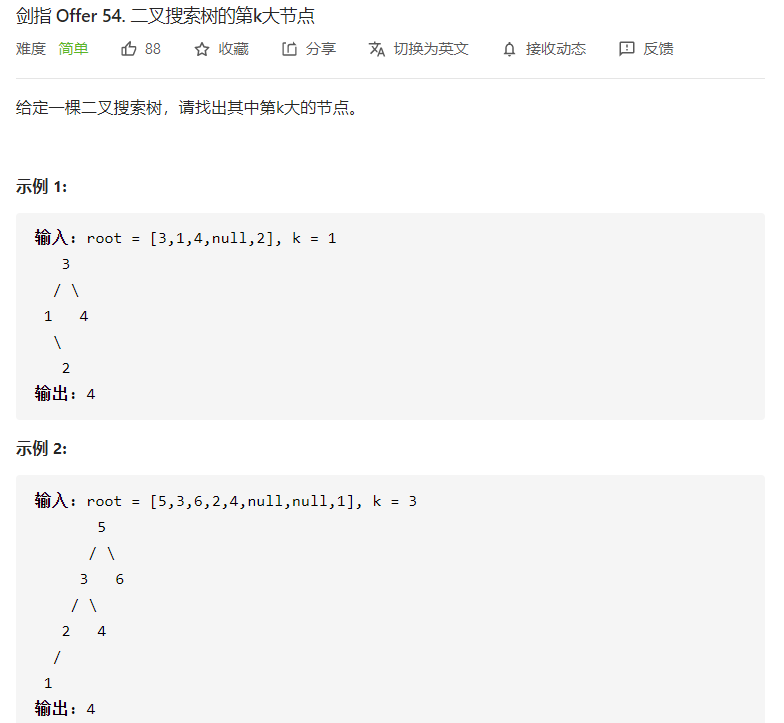 剑指 Offer 54. 二叉搜索树的第k大节点
难度 简单 88 收藏 分享 切换为英文 接收动态 反馈
给定一棵二叉搜索树，请找出其中第k大的节点。
示例 1:
输入: root = [3,1,4,null,2], k = 1
   3
  / \
 1   4
  \
   2
输出: 4
示例 2:
输入: root = [5,3,6,2,4,null,null,1], k = 3
       5
      / \
     3   6
    / \
   2   4
  /
 1
输出: 4